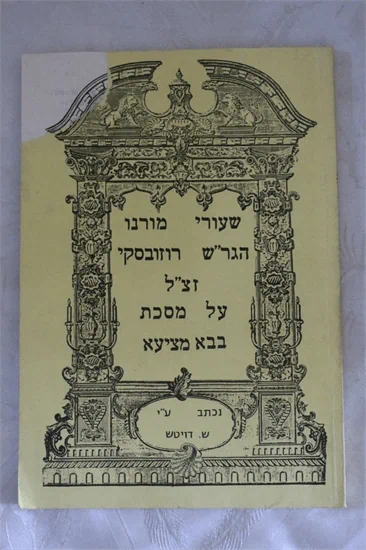 שעורי מורנו
הגר"ש רוזובסקי
זצ"ל
על מסכת
בבא מציעא
נכתב ע"י
ש. דויטש